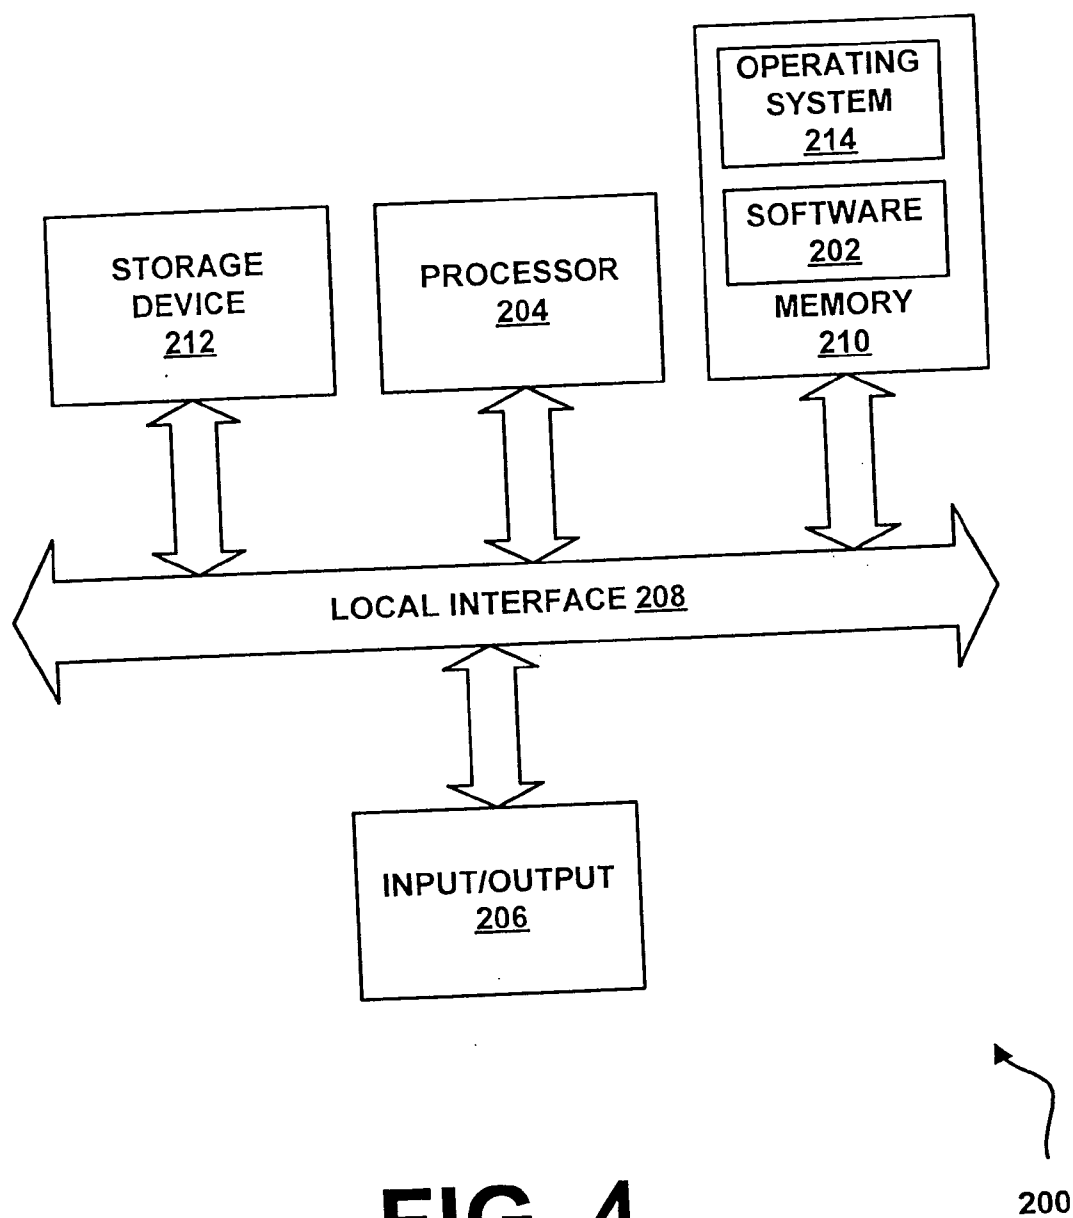 OPERATING
SYSTEM
214
SOFTWARE
202
MEMORY
210
STORAGE
DEVICE
212
PROCESSOR
204
LOCAL INTERFACE 208
INPUT/OUTPUT
206
200
FIG. 4